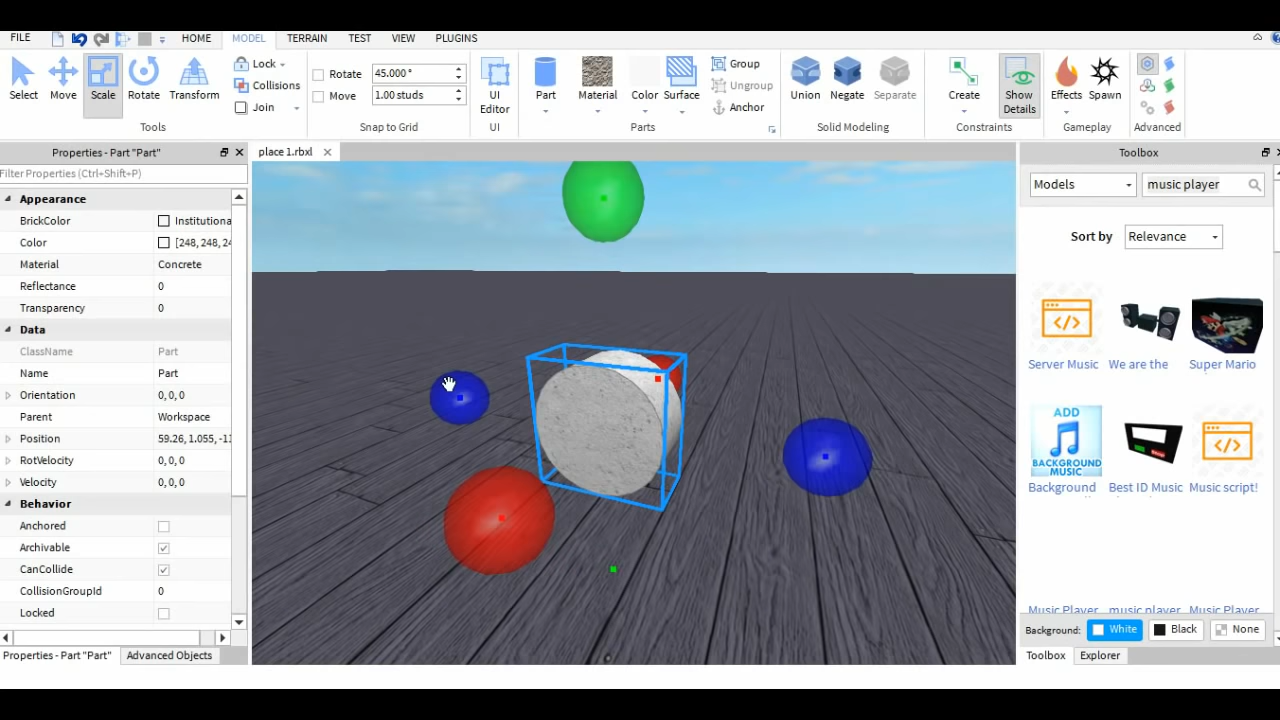 FILE HOME MODEL TERRAIN TEST VIEW PLUGINS
Select Move Scale Rotate Transform
Lock
Collisions
Join
Tools
Rotate 45.000°
Move 1.00 studs
Snap to Grid
UI
Editor
UI
Part Material Color Surface
Group
Ungroup
Anchor
Parts
Union Negate Separate
Solid Modeling
Create Show
Details
Constraints
Effects Spawn
Gameplay
Advanced
Properties - Part "Part"
Filter Properties (Ctrl+Shift+P)
Appearance
BrickColor Institutiona
Color [248, 248, 24
Material Concrete
Reflectance 0
Transparency 0
Data
ClassName Part
Name Part
Orientation 0, 0, 0
Parent Workspace
Position 59.26, 1.055, -11
RotVelocity 0, 0, 0
Velocity 0, 0, 0
Behavior
Anchored
Archivable
CanCollide
CollisionGroupId 0
Locked
Properties - Part "Part" Advanced Objects
place 1.rbxl
Toolbox
Models music player
Sort by Relevance
Server Music We are the Super Mario
ADD
BACKGROUND
MUSIC
Background Best ID Music Music script!
Music Player music player Music Player
Background: White Black None
Toolbox Explorer